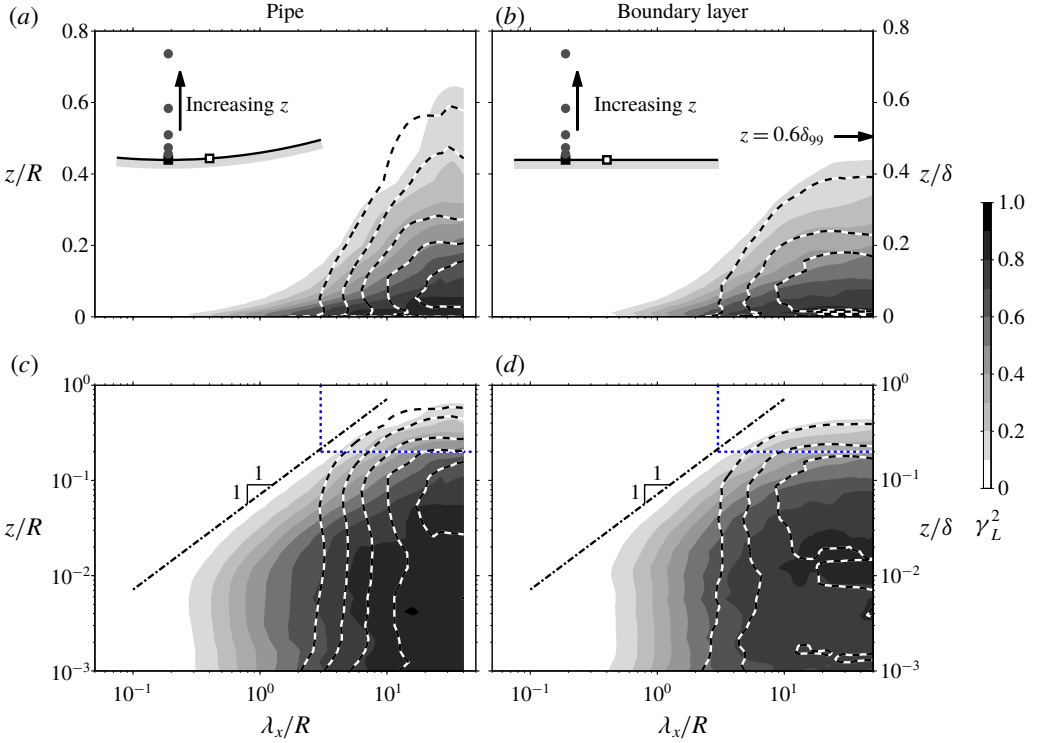 (a) Pipe
(b) Boundary layer
0.8
0.6
0.4
0.2
0
z/R
Increasing z
Increasing z
z = 0.6δ99
0.8
0.6
0.4
0.2
0
z/δ
10^-1 10^0 10^1
10^-1 10^0 10^1
1.0
0.8
0.6
0.4
0.2
0
γ_L^2
(c)
(d)
10^0
10^-1
10^-2
10^-3
z/R
1
1
1
1
10^0
10^-1
10^-2
10^-3
z/δ
λx/R
λx/R